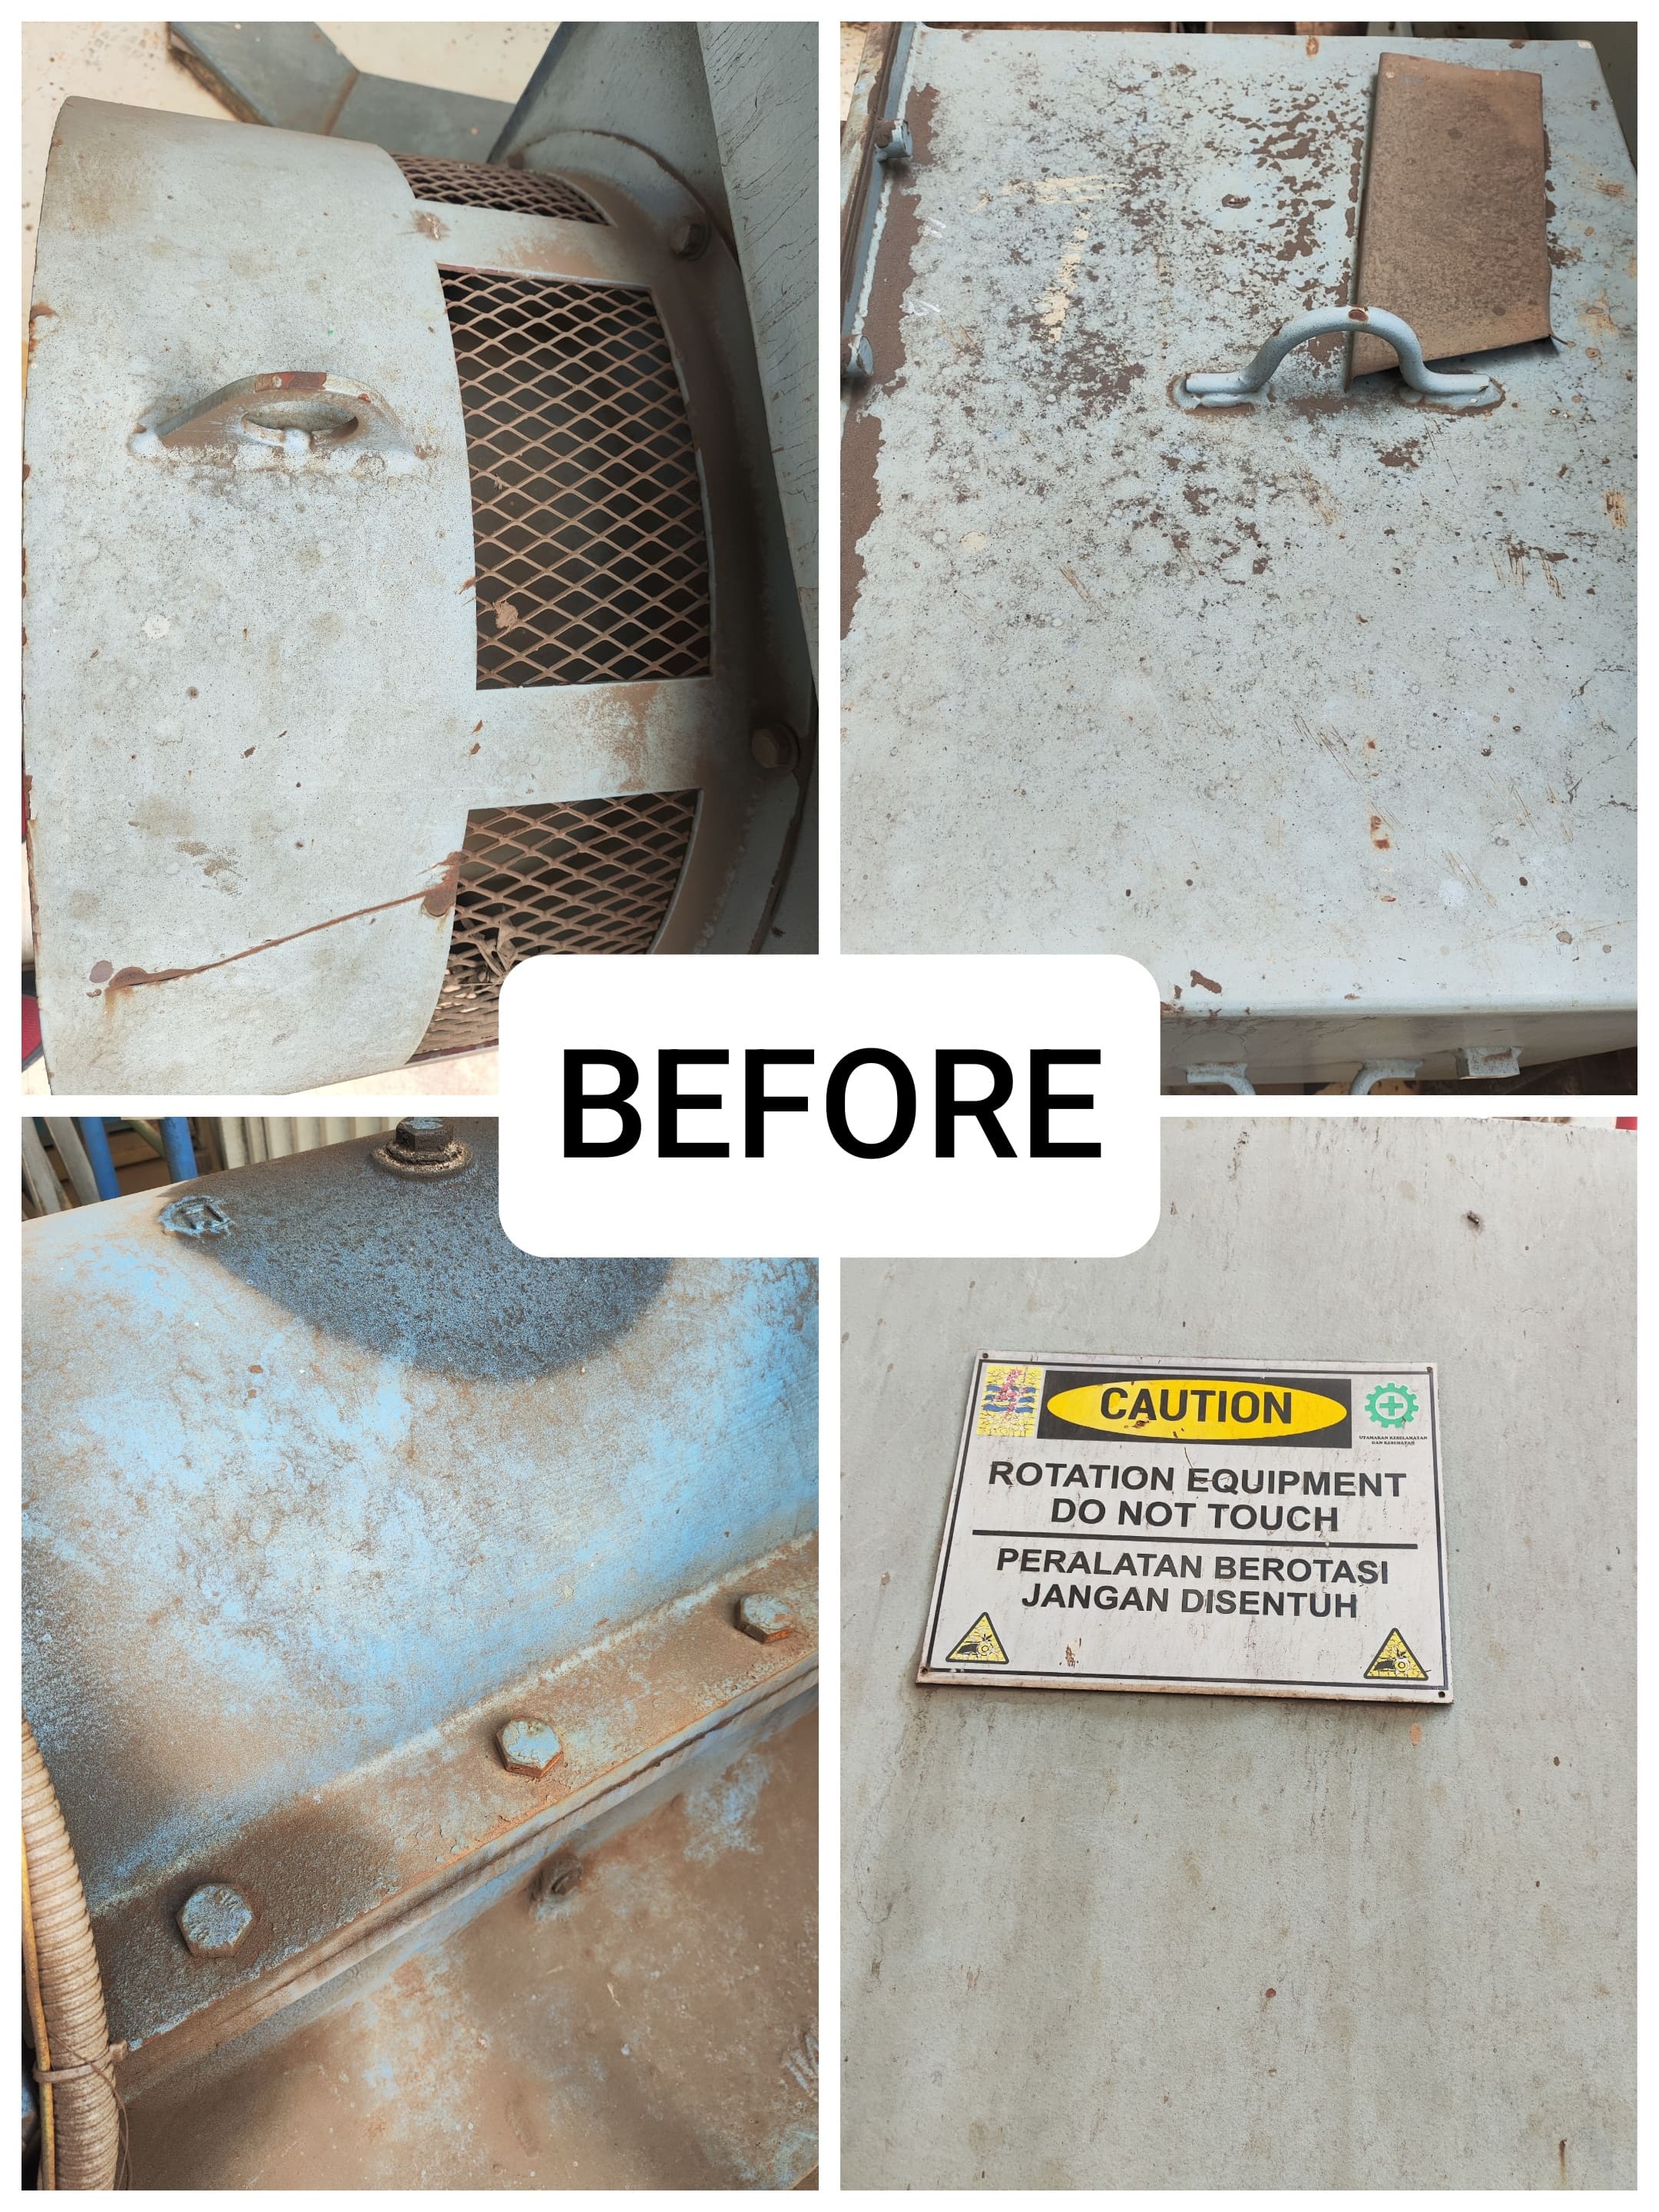 BEFORE
CAUTION
UTAMAKAN KESELAMATAN
DAN KESEHATAN
ROTATION EQUIPMENT
DO NOT TOUCH
PERALATAN BEROTASI
JANGAN DISENTUH